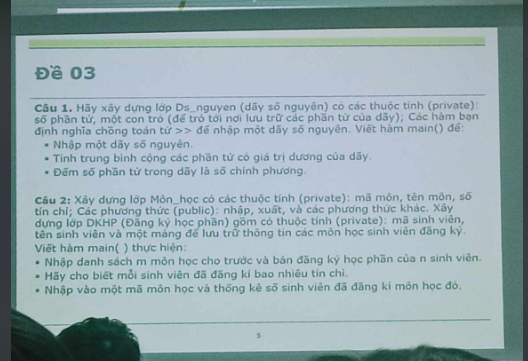 Đề 03
Câu 1. Hãy xây dựng lớp Ds_nguyen (dãy số nguyên) có các thuộc tính (private):
số phần tử, một con trỏ (để trỏ tới nơi lưu trữ các phần tử của dãy); Các hàm bạn
định nghĩa chồng toán tử >> để nhập một dãy số nguyên. Viết hàm main() để:
• Nhập một dãy số nguyên.
• Tính trung bình cộng các phần tử có giá trị dương của dãy.
• Đếm số phần tử trong dãy là số chính phương.
Câu 2: Xây dựng lớp Môn_học có các thuộc tính (private): mã môn, tên môn, số
tín chỉ; Các phương thức (public): nhập, xuất, và các phương thức khác. Xây
dựng lớp DKHP (Đăng ký học phần) gồm có thuộc tính (private): mã sinh viên,
tên sinh viên và một mảng để lưu trữ thông tin các môn học sinh viên đăng ký.
Viết hàm main( ) thực hiện:
• Nhập danh sách m môn học cho trước và bản đăng ký học phần của n sinh viên.
• Hãy cho biết mỗi sinh viên đã đăng kí bao nhiêu tín chỉ.
• Nhập vào một mã môn học và thống kê số sinh viên đã đăng kí môn học đó.
5